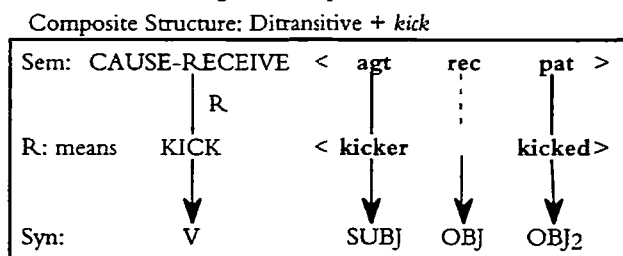 Composite Structure: Ditransitive + kick
Sem: CAUSE-RECEIVE < agt rec pat >
R
R: means KICK < kicker kicked>
Syn: V SUBJ OBJ OBJ2